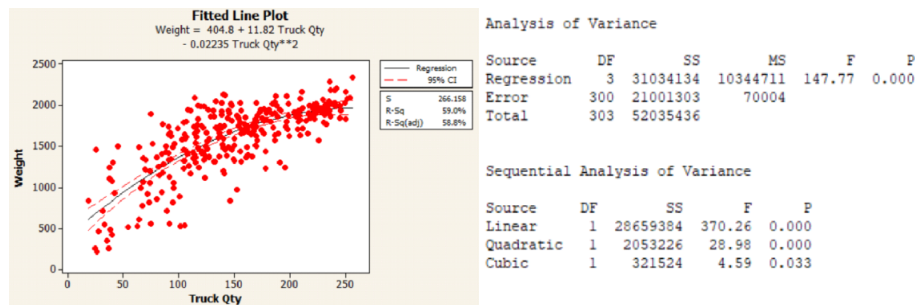 Fitted Line Plot
Weight = 404.8 + 11.82 Truck Qty
- 0.02235 Truck Qty**2
2500
2000
1500
1000
500
0
Weight
0 50 100 150 200 250
Truck Qty
Regression
95% CI
S 266.158
R-Sq 59.0%
R-Sq(adj) 58.8%
Analysis of Variance
Source DF SS MS F P
Regression 3 31034134 10344711 147.77 0.000
Error 300 21001303 70004
Total 303 52035436
Sequential Analysis of Variance
Source DF SS F P
Linear 1 28659384 370.26 0.000
Quadratic 1 2053226 28.98 0.000
Cubic 1 321524 4.59 0.033